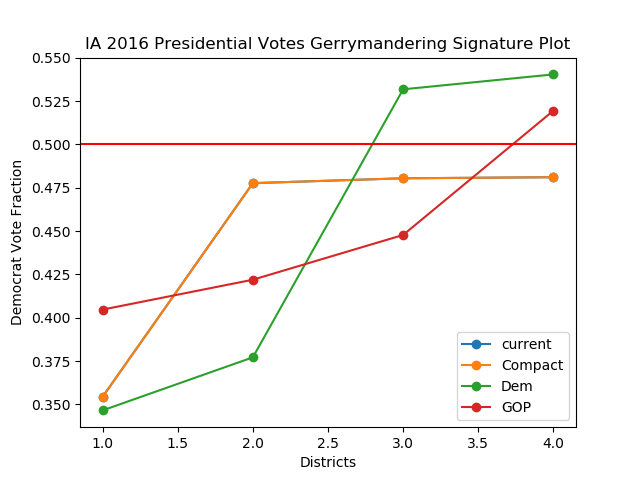 IA 2016 Presidential Votes Gerrymandering Signature Plot
0.550
0.525
0.500
0.475
0.450
0.425
0.400
0.375
0.350
Democrat Vote Fraction
current
Compact
Dem
GOP
1.0 1.5 2.0 2.5 3.0 3.5 4.0
Districts